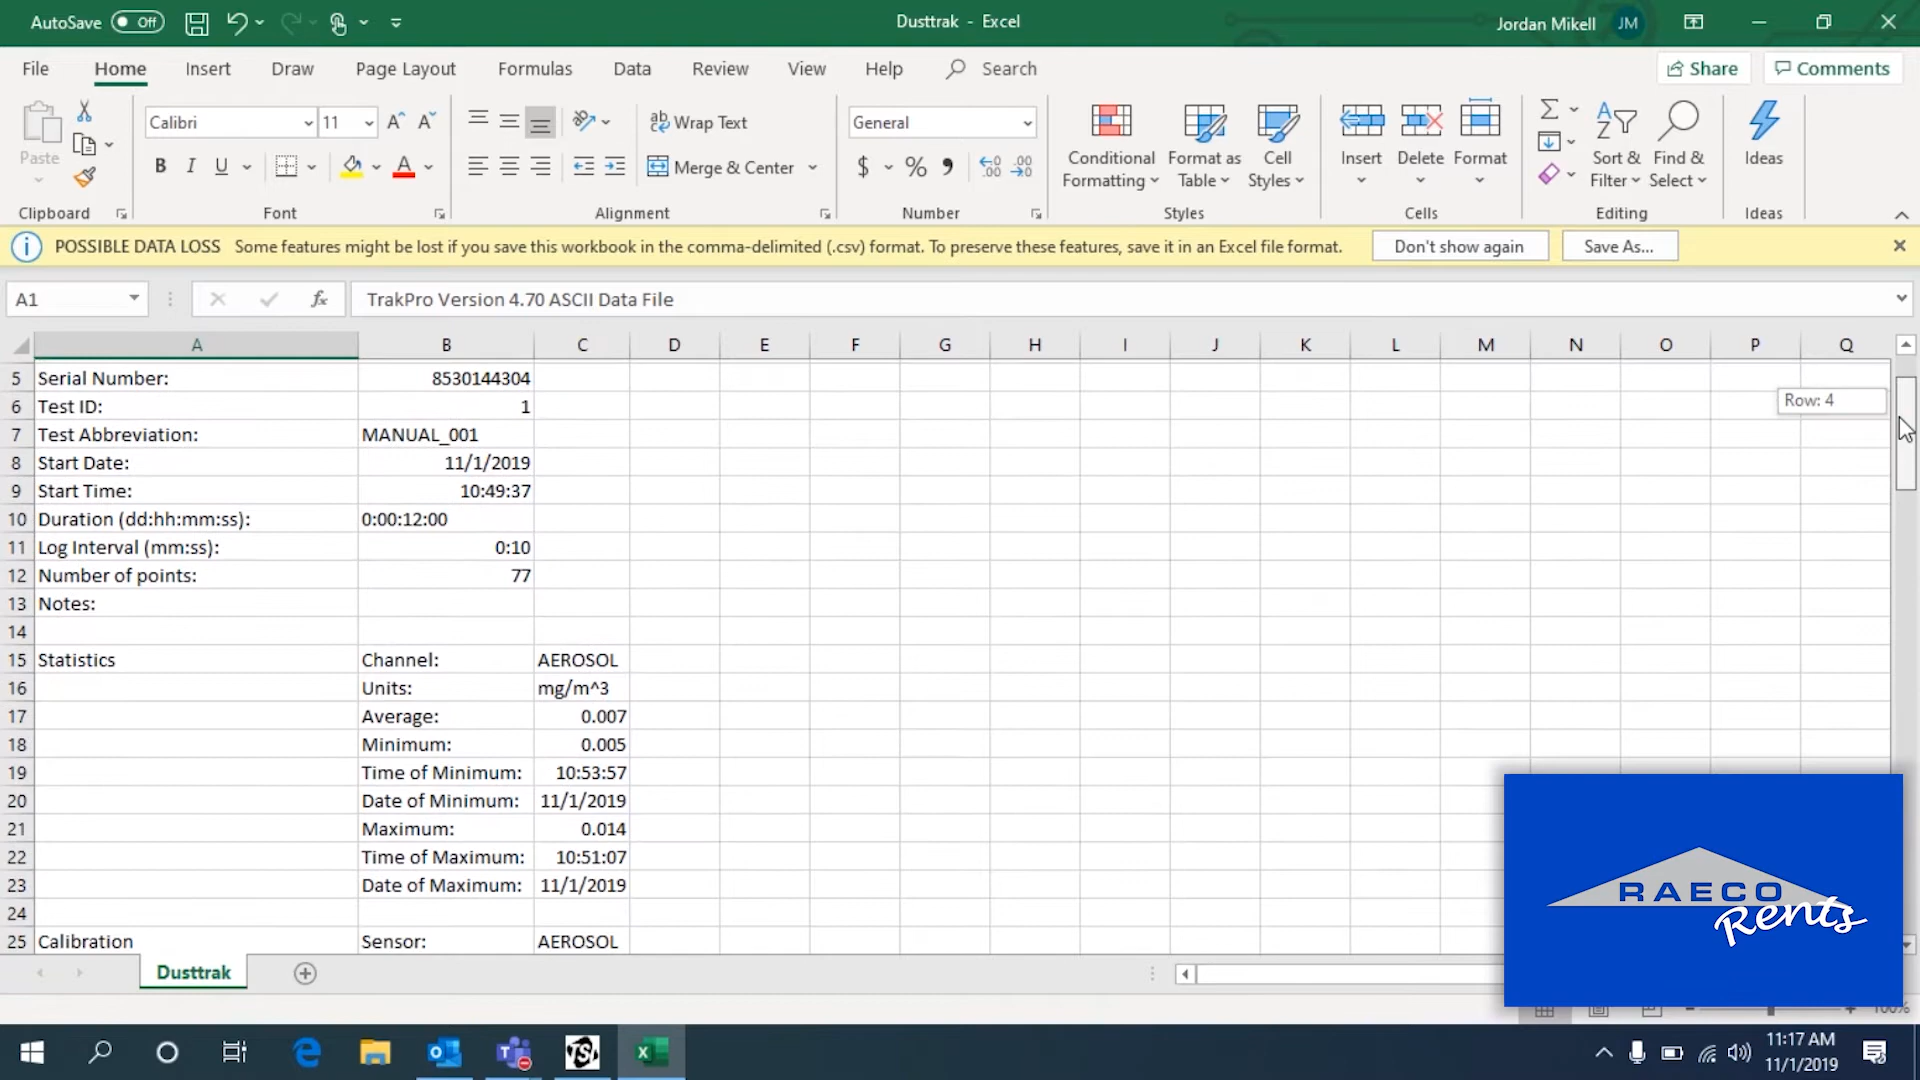 AutoSave Off Dusttrak - Excel Jordan Mikell JM
File Home Insert Draw Page Layout Formulas Data Review View Help Search Share Comments
Calibri 11 Wrap Text General
Paste B I U Merge & Center $ % Conditional Formatting Format as Table Cell Styles Insert Delete Format Sort & Filter Find & Select Ideas
Clipboard Font Alignment Number Styles Cells Editing Ideas
POSSIBLE DATA LOSS Some features might be lost if you save this workbook in the comma-delimited (.csv) format. To preserve these features, save it in an Excel file format. Don't show again Save As...
A1 fx TrakPro Version 4.70 ASCII Data File
A B C D E F G H I J K L M N O P Q
5 Serial Number: 8530144304
Row: 4
6 Test ID: 1
7 Test Abbreviation: MANUAL_001
8 Start Date: 11/1/2019
9 Start Time: 10:49:37
10 Duration (dd:hh:mm:ss): 0:00:12:00
11 Log Interval (mm:ss): 0:10
12 Number of points: 77
13 Notes:
14
15 Statistics Channel: AEROSOL
16 Units: mg/m^3
17 Average: 0.007
18 Minimum: 0.005
19 Time of Minimum: 10:53:57
20 Date of Minimum: 11/1/2019
21 Maximum: 0.014
22 Time of Maximum: 10:51:07
23 Date of Maximum: 11/1/2019
24
25 Calibration Sensor: AEROSOL
RAECO
Rents
Dusttrak
100%
TSI
11:17 AM
11/1/2019